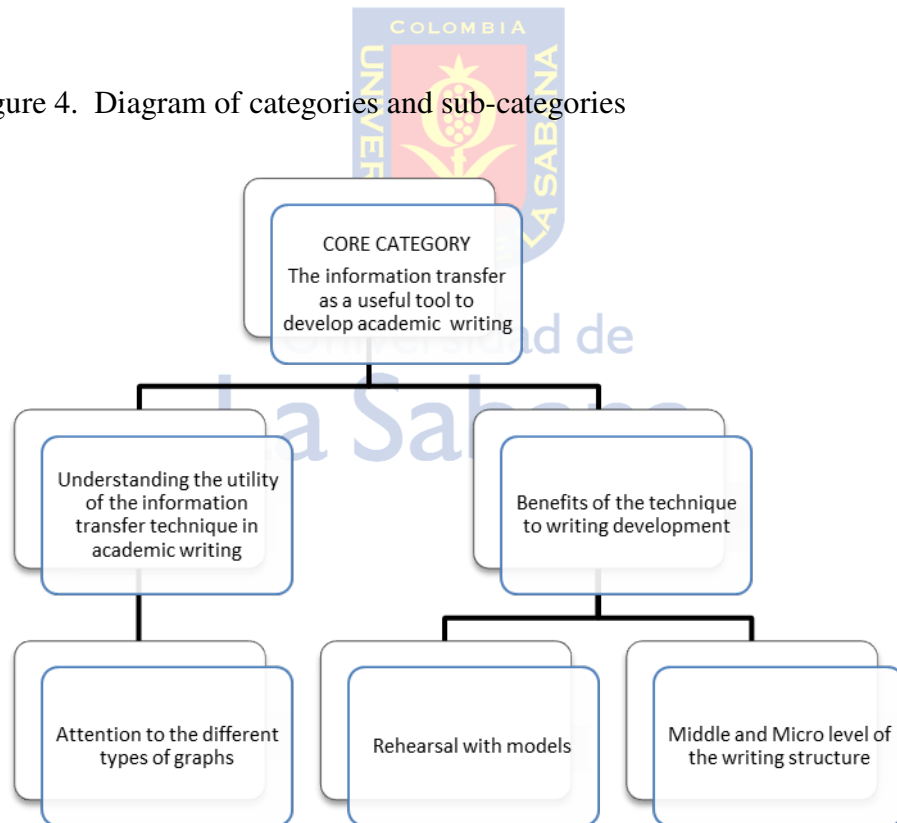 COLOMBIA
gure 4. Diagram of categories and sub-categories
LA SABANA
CORE CATEGORY
The information transfer
as a useful tool to
develop academic writing
La Sabana
Understanding the utility
of the information
transfer technique in
academic writing
Benefits of the technique
to writing development
Attention to the different
types of graphs
Rehearsal with models
Middle and Micro level of
the writing structure